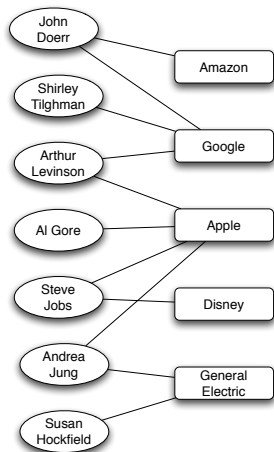 John
Doerr
Amazon
Shirley
Tilghman
Google
Arthur
Levinson
Al Gore
Apple
Steve
Jobs
Disney
Andrea
Jung
General
Electric
Susan
Hockfield